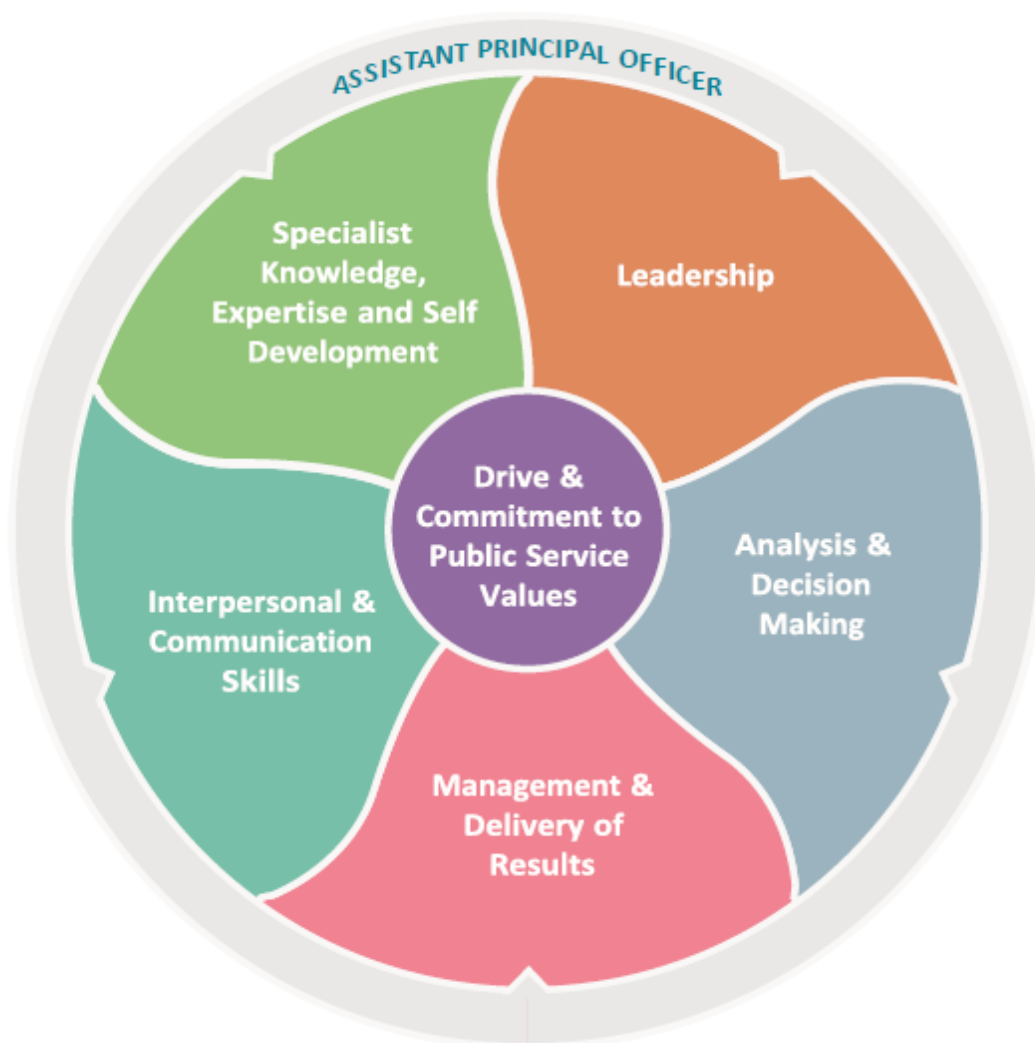 ASSISTANT PRINCIPAL OFFICER
Specialist
Knowledge,
Expertise and Self
Development
Leadership
Drive &
Commitment to
Public Service
Values
Analysis &
Decision
Making
Interpersonal &
Communication
Skills
Management &
Delivery of
Results